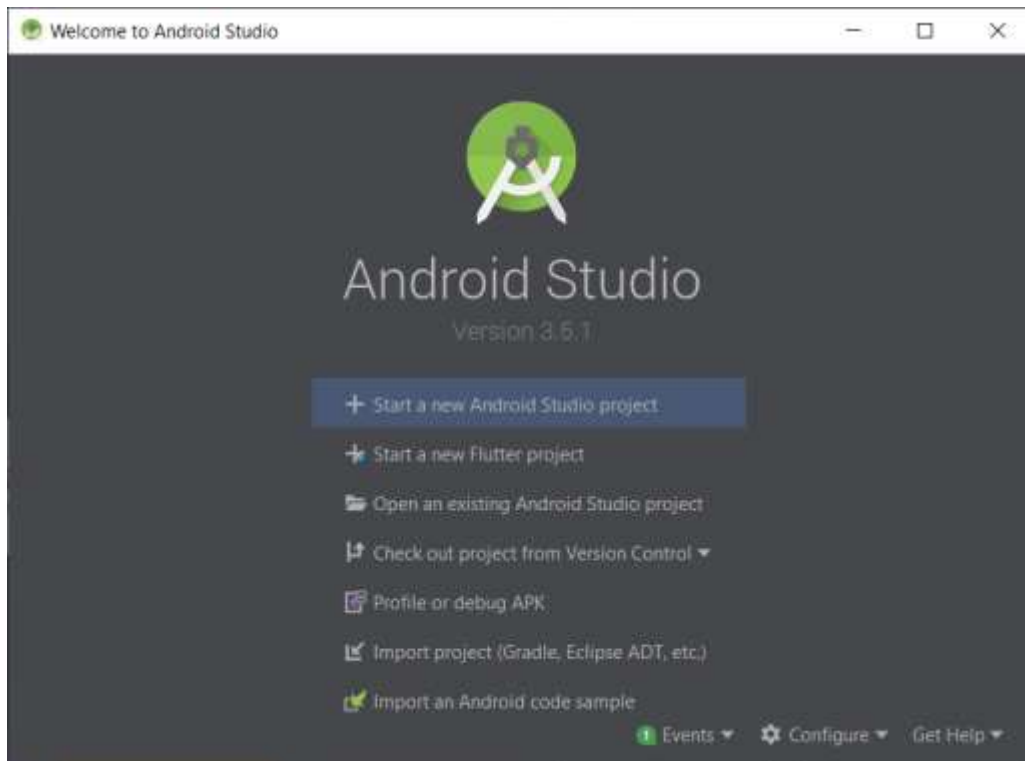 Welcome to Android Studio
Android Studio
Version 3.5.1
Start a new Android Studio project
Start a new Flutter project
Open an existing Android Studio project
Check out project from Version Control
Profile or debug APK
Import project (Gradle, Eclipse ADT, etc.)
Import an Android code sample
1 Events Configure Get Help